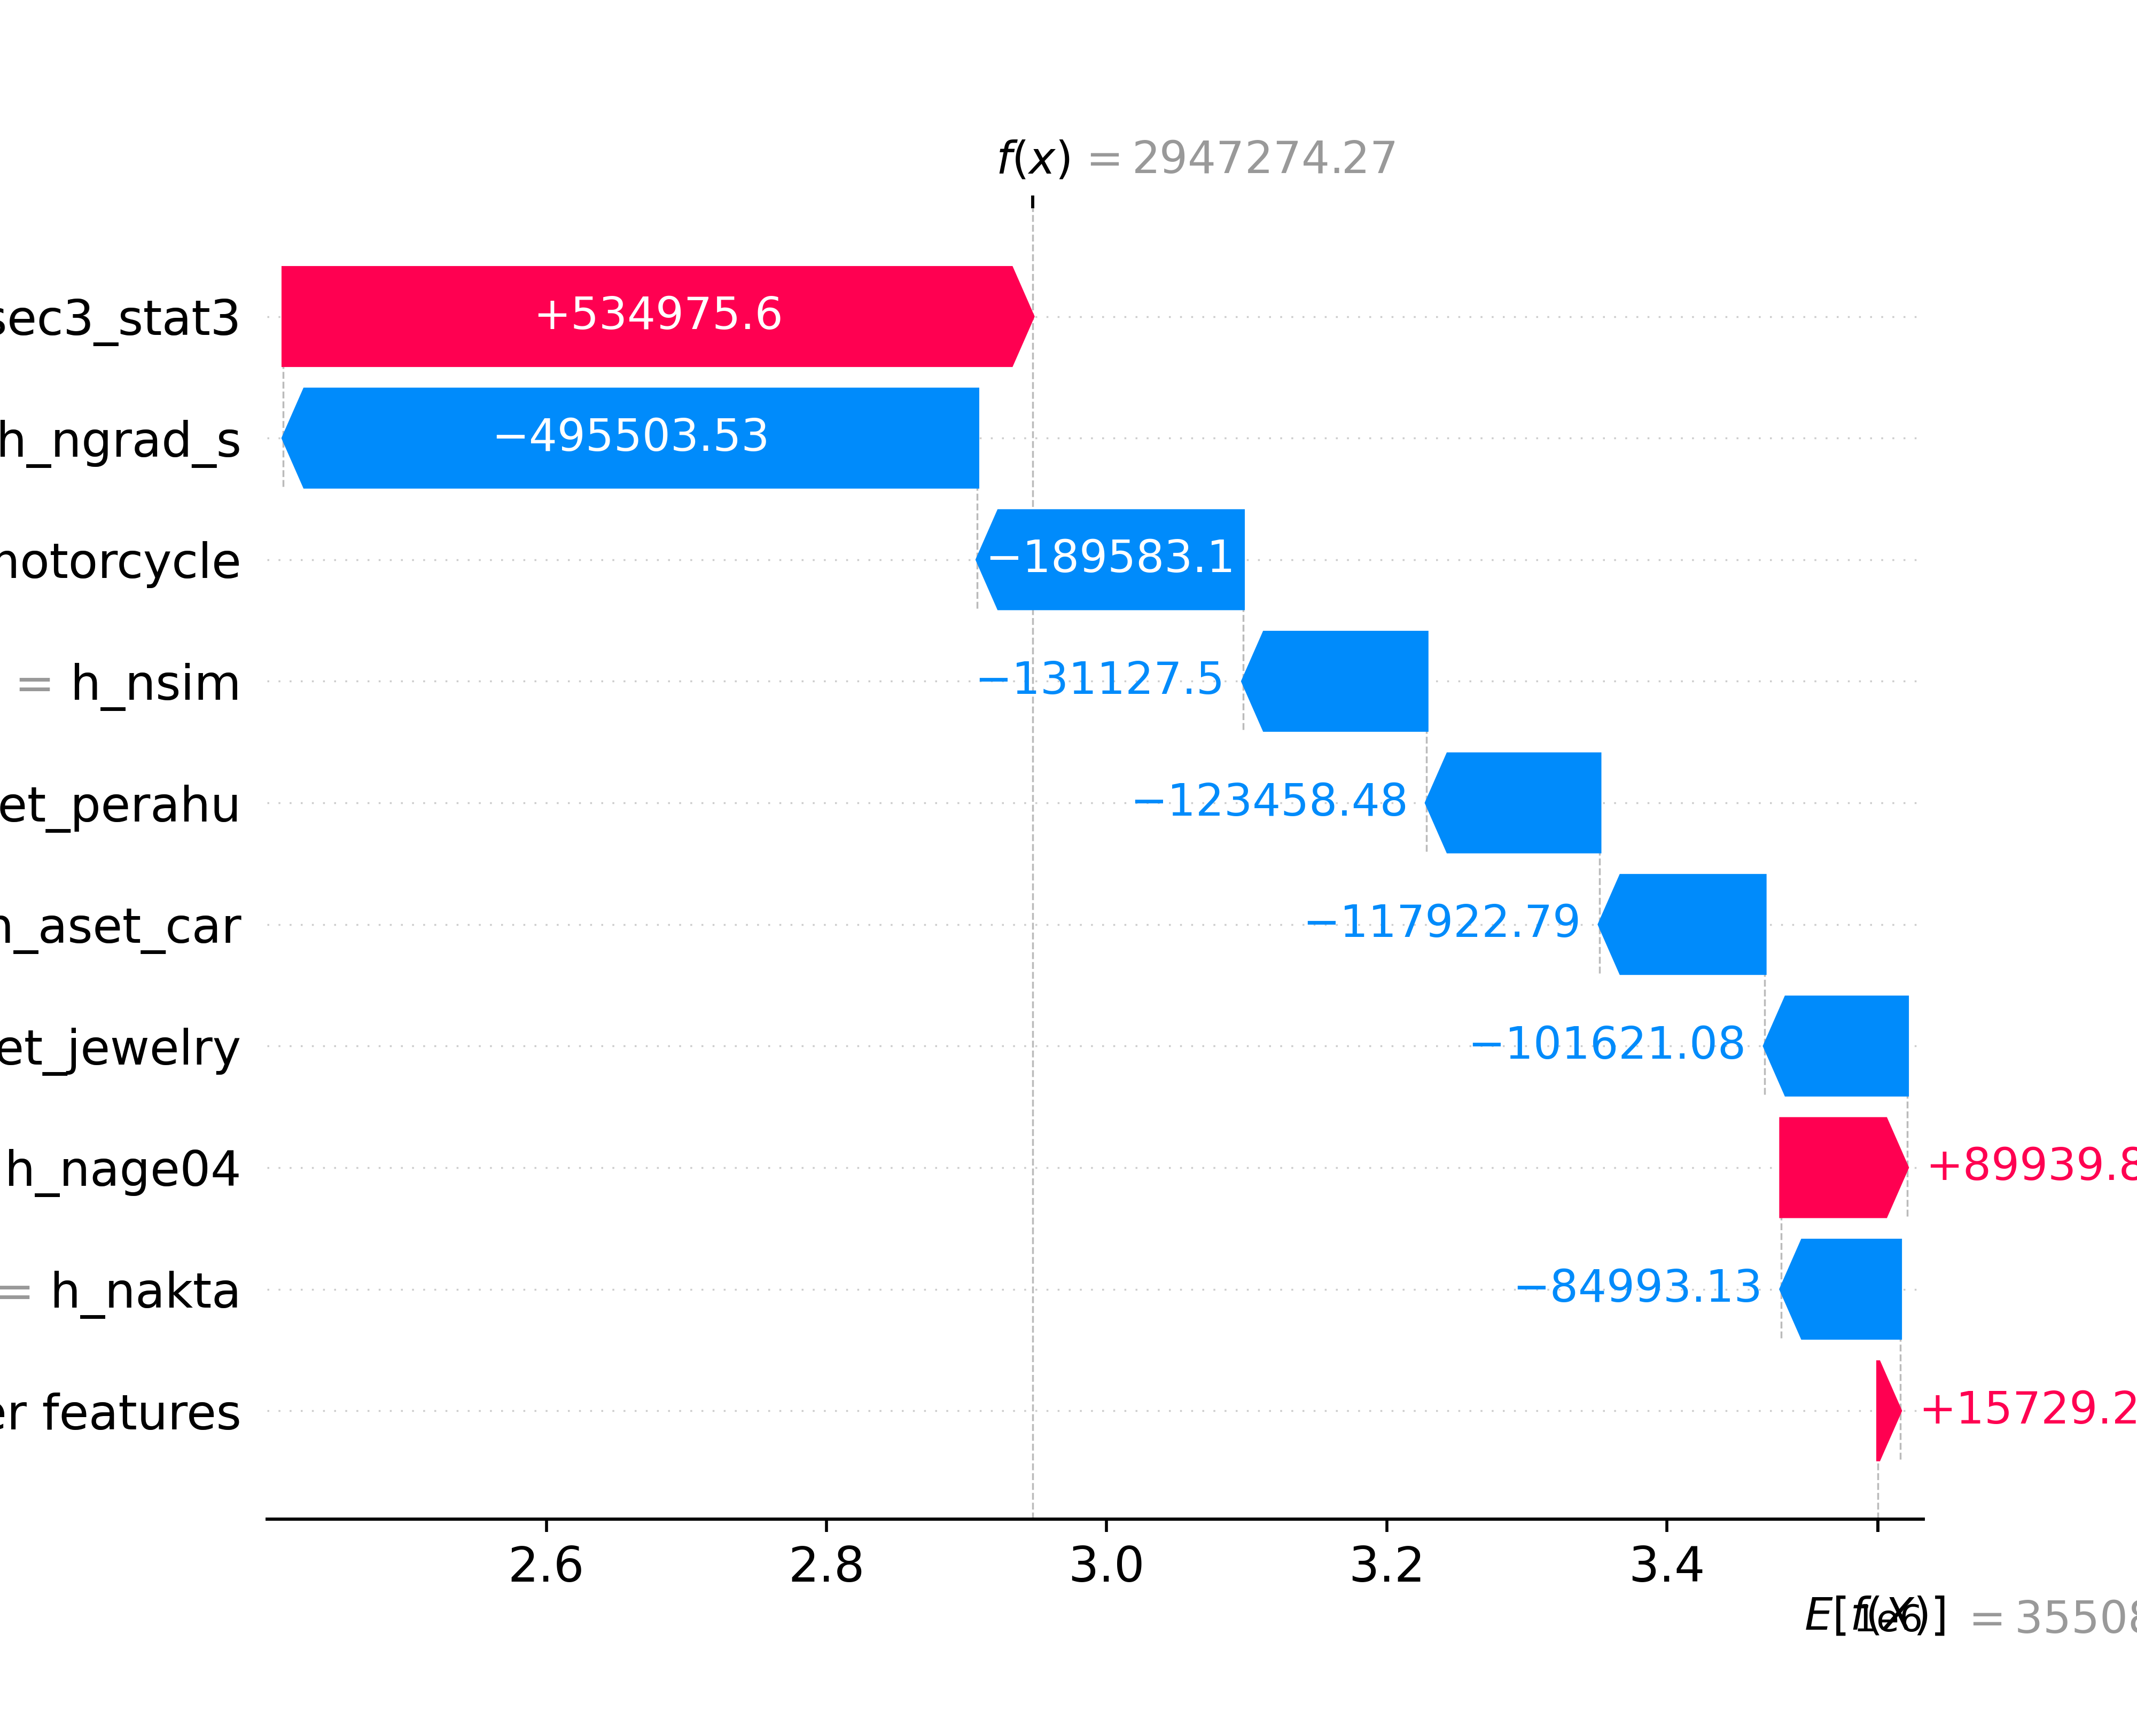 f(x) = 2947274.27
sec3_stat3 +534975.6
h_ngrad_s −495503.53
motorcycle −189583.1
= h_nsim −131127.5
et_perahu −123458.48
h_aset_car −117922.79
et_jewelry −101621.08
h_nage04 +89939.8
= h_nakta −84993.13
er features +15729.2
2.6 2.8 3.0 3.2 3.4
1e6
E[f(X)] = 35508